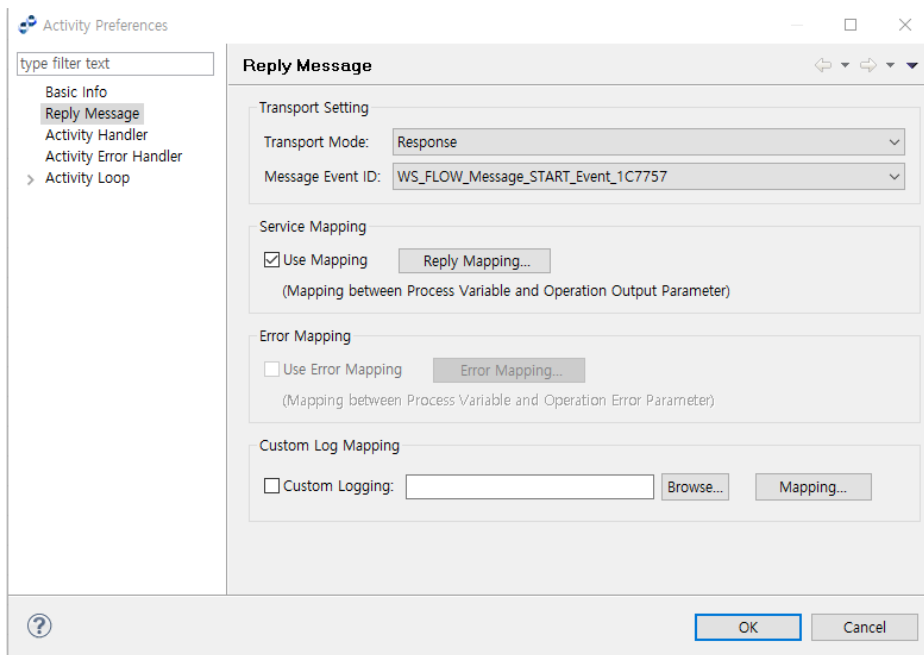 Activity Preferences
type filter text
Basic Info
Reply Message
Activity Handler
Activity Error Handler
Activity Loop
Reply Message
Transport Setting
Transport Mode: Response
Message Event ID: WS_FLOW_Message_START_Event_1C7757
Service Mapping
Use Mapping Reply Mapping...
(Mapping between Process Variable and Operation Output Parameter)
Error Mapping
Use Error Mapping Error Mapping...
(Mapping between Process Variable and Operation Error Parameter)
Custom Log Mapping
Custom Logging: Browse... Mapping...
OK Cancel